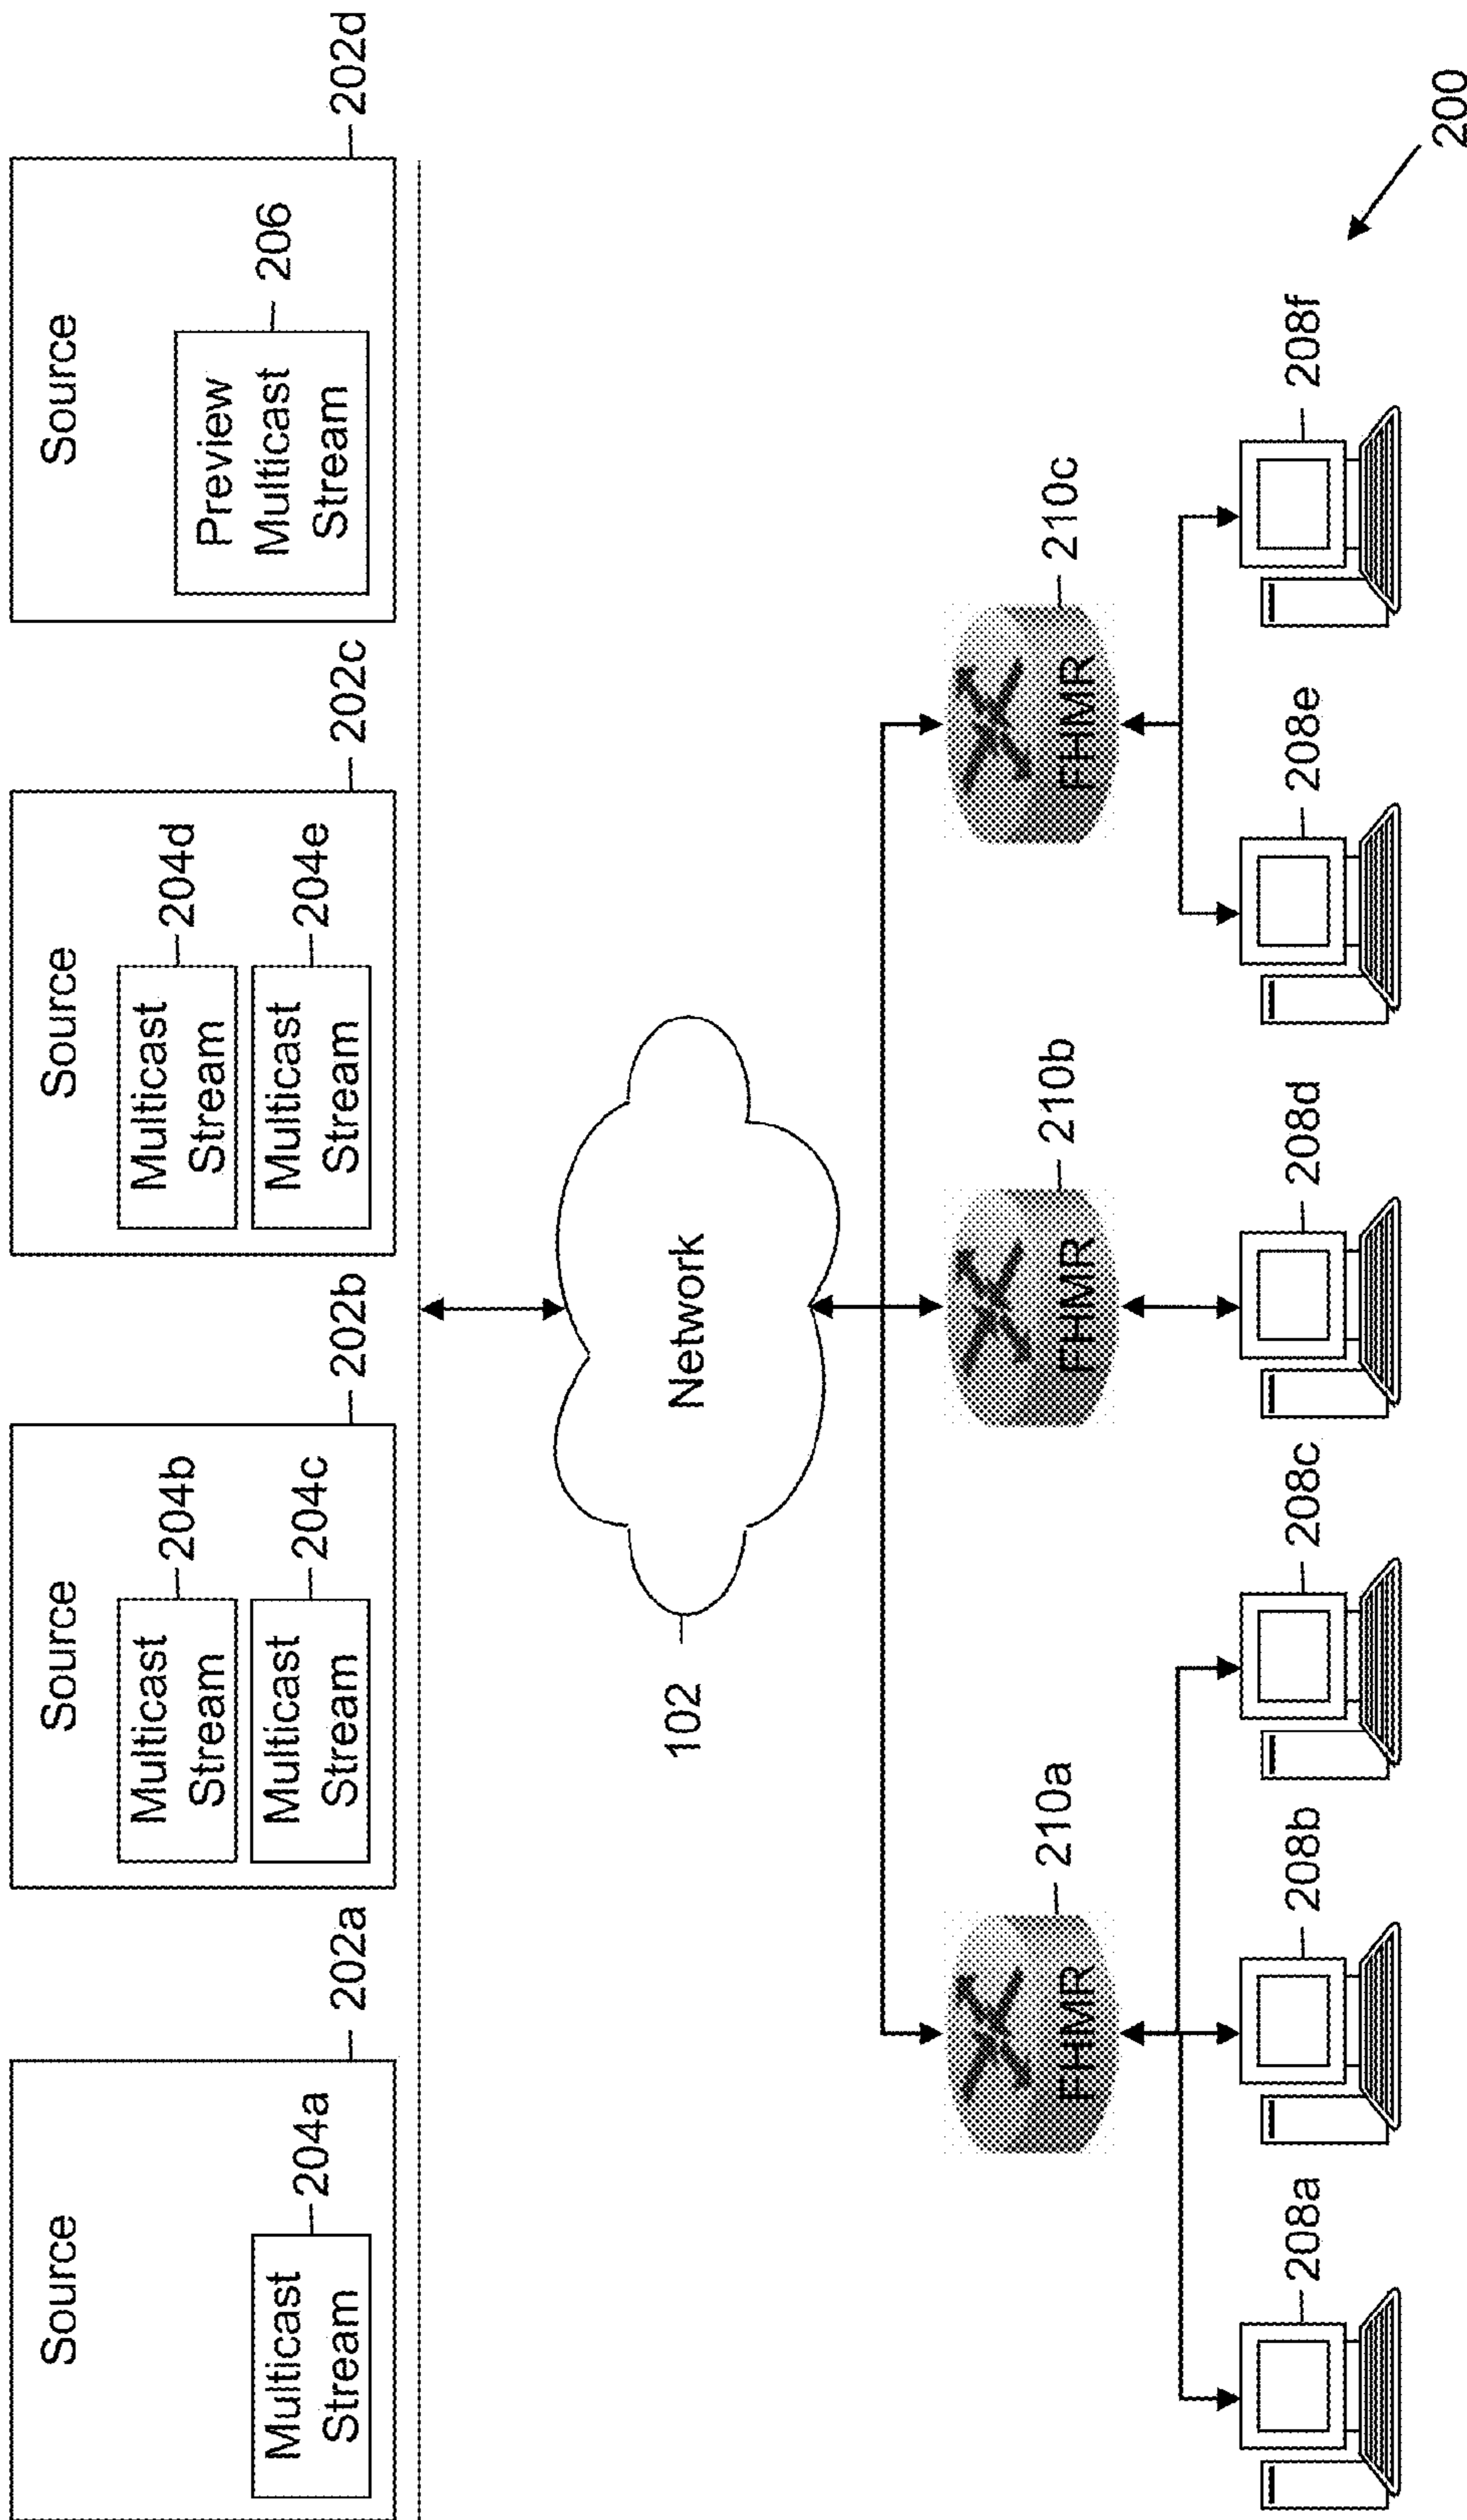 Source
Multicast
Stream
204a
202a
Source
Multicast
Stream
204b
Multicast
Stream
204c
202b
Source
Multicast
Stream
204d
Multicast
Stream
204e
202c
Source
Preview
Multicast
Stream
206
202d
Network
102
FHMR
210a
FHMR
210b
FHMR
210c
208a
208b
208c
208d
208e
208f
200